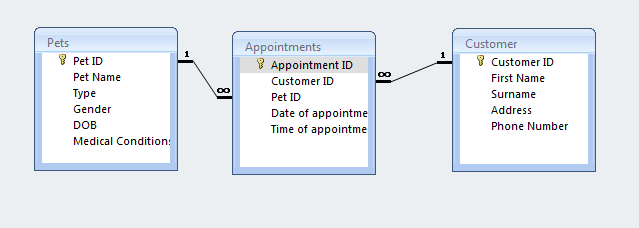 Pets
Pet ID
Pet Name
Type
Gender
DOB
Medical Conditions
1
∞
Appointments
Appointment ID
Customer ID
Pet ID
Date of appointme
Time of appointme
∞
1
Customer
Customer ID
First Name
Surname
Address
Phone Number